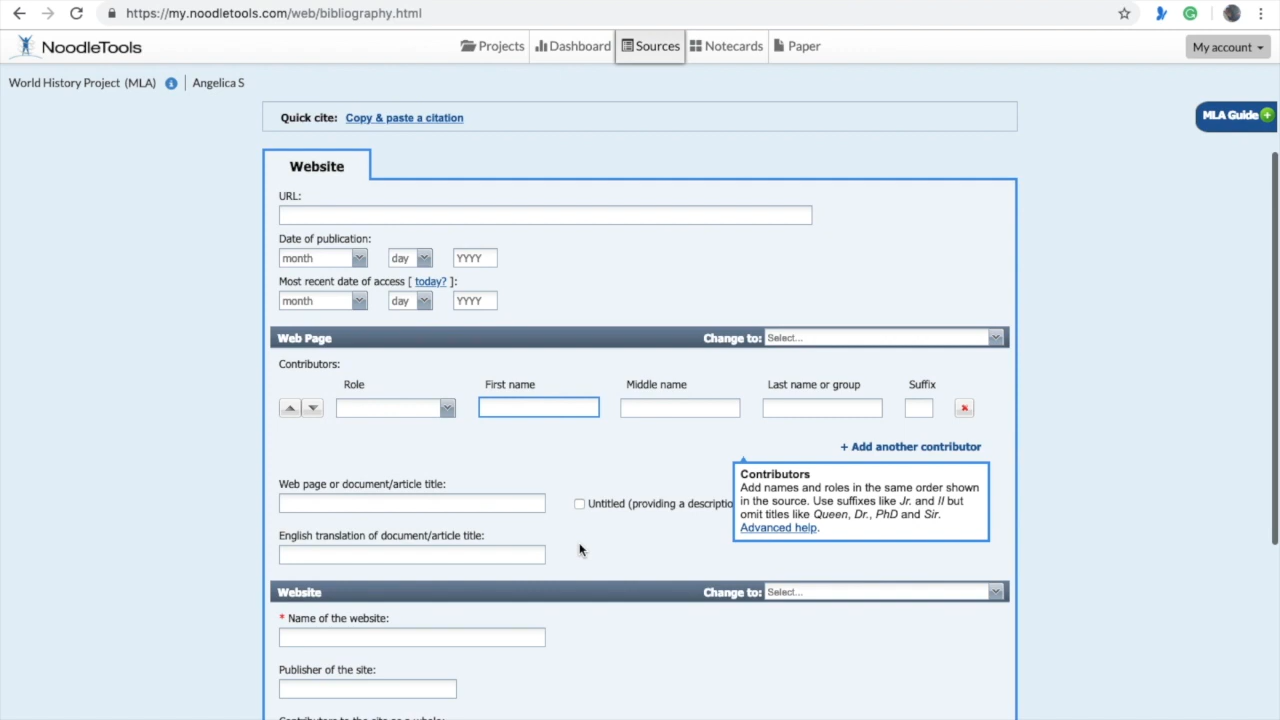 https://my.noodletools.com/web/bibliography.html
NoodleTools
Projects Dashboard Sources Notecards Paper
My account
World History Project (MLA) i Angelica S
MLA Guide
Quick cite: Copy & paste a citation
Website
URL:
Date of publication:
month day YYYY
Most recent date of access [ today? ]:
month day YYYY
Web Page Change to: Select...
Contributors:
Role First name Middle name Last name or group Suffix
+ Add another contributor
Contributors
Add names and roles in the same order shown
in the source. Use suffixes like Jr. and II but
omit titles like Queen, Dr., PhD and Sir.
Advanced help.
Web page or document/article title:
Untitled (providing a descriptio
English translation of document/article title:
Website Change to: Select...
* Name of the website:
Publisher of the site:
Contributors to the site as a whole: